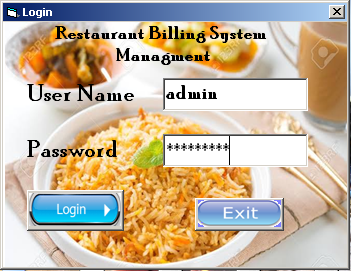 Login
Restaurant Billing System
Managment
User Name
admin
Password
*********
Login
Exit